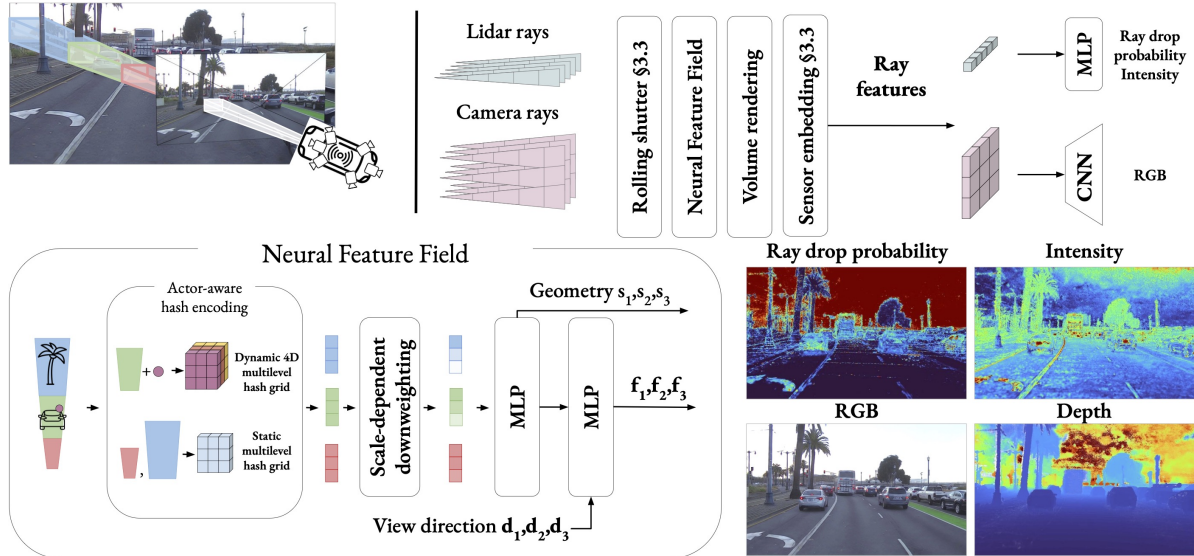 Lidar rays
Camera rays
Rolling shutter §3.3
Neural Feature Field
Volume rendering
Sensor embedding §3.3
Ray
features
MLP
Ray drop
probability
Intensity
CNN
RGB
Neural Feature Field
Actor-aware
hash encoding
+
Dynamic 4D
multilevel
hash grid
,
Static
multilevel
hash grid
Scale-dependent
downweighting
MLP
MLP
Geometry s₁,s₂,s₃
f₁,f₂,f₃
View direction d₁,d₂,d₃
Ray drop probability
Intensity
RGB
Depth